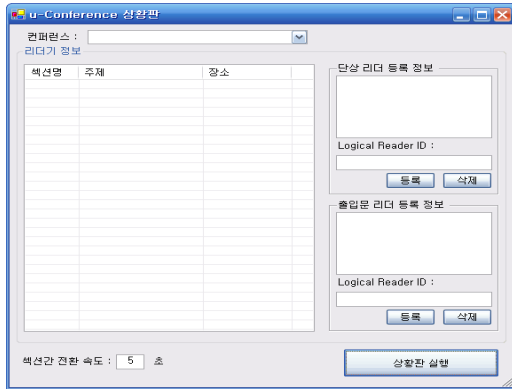 u-Conference 상황판
컨퍼런스 :
리더기 정보
섹션명 주제 장소
단상 리더 등록 정보
Logical Reader ID :
등록 삭제
출입문 리더 등록 정보
Logical Reader ID :
등록 삭제
섹션간 전환 속도 : 5 초
상황판 실행